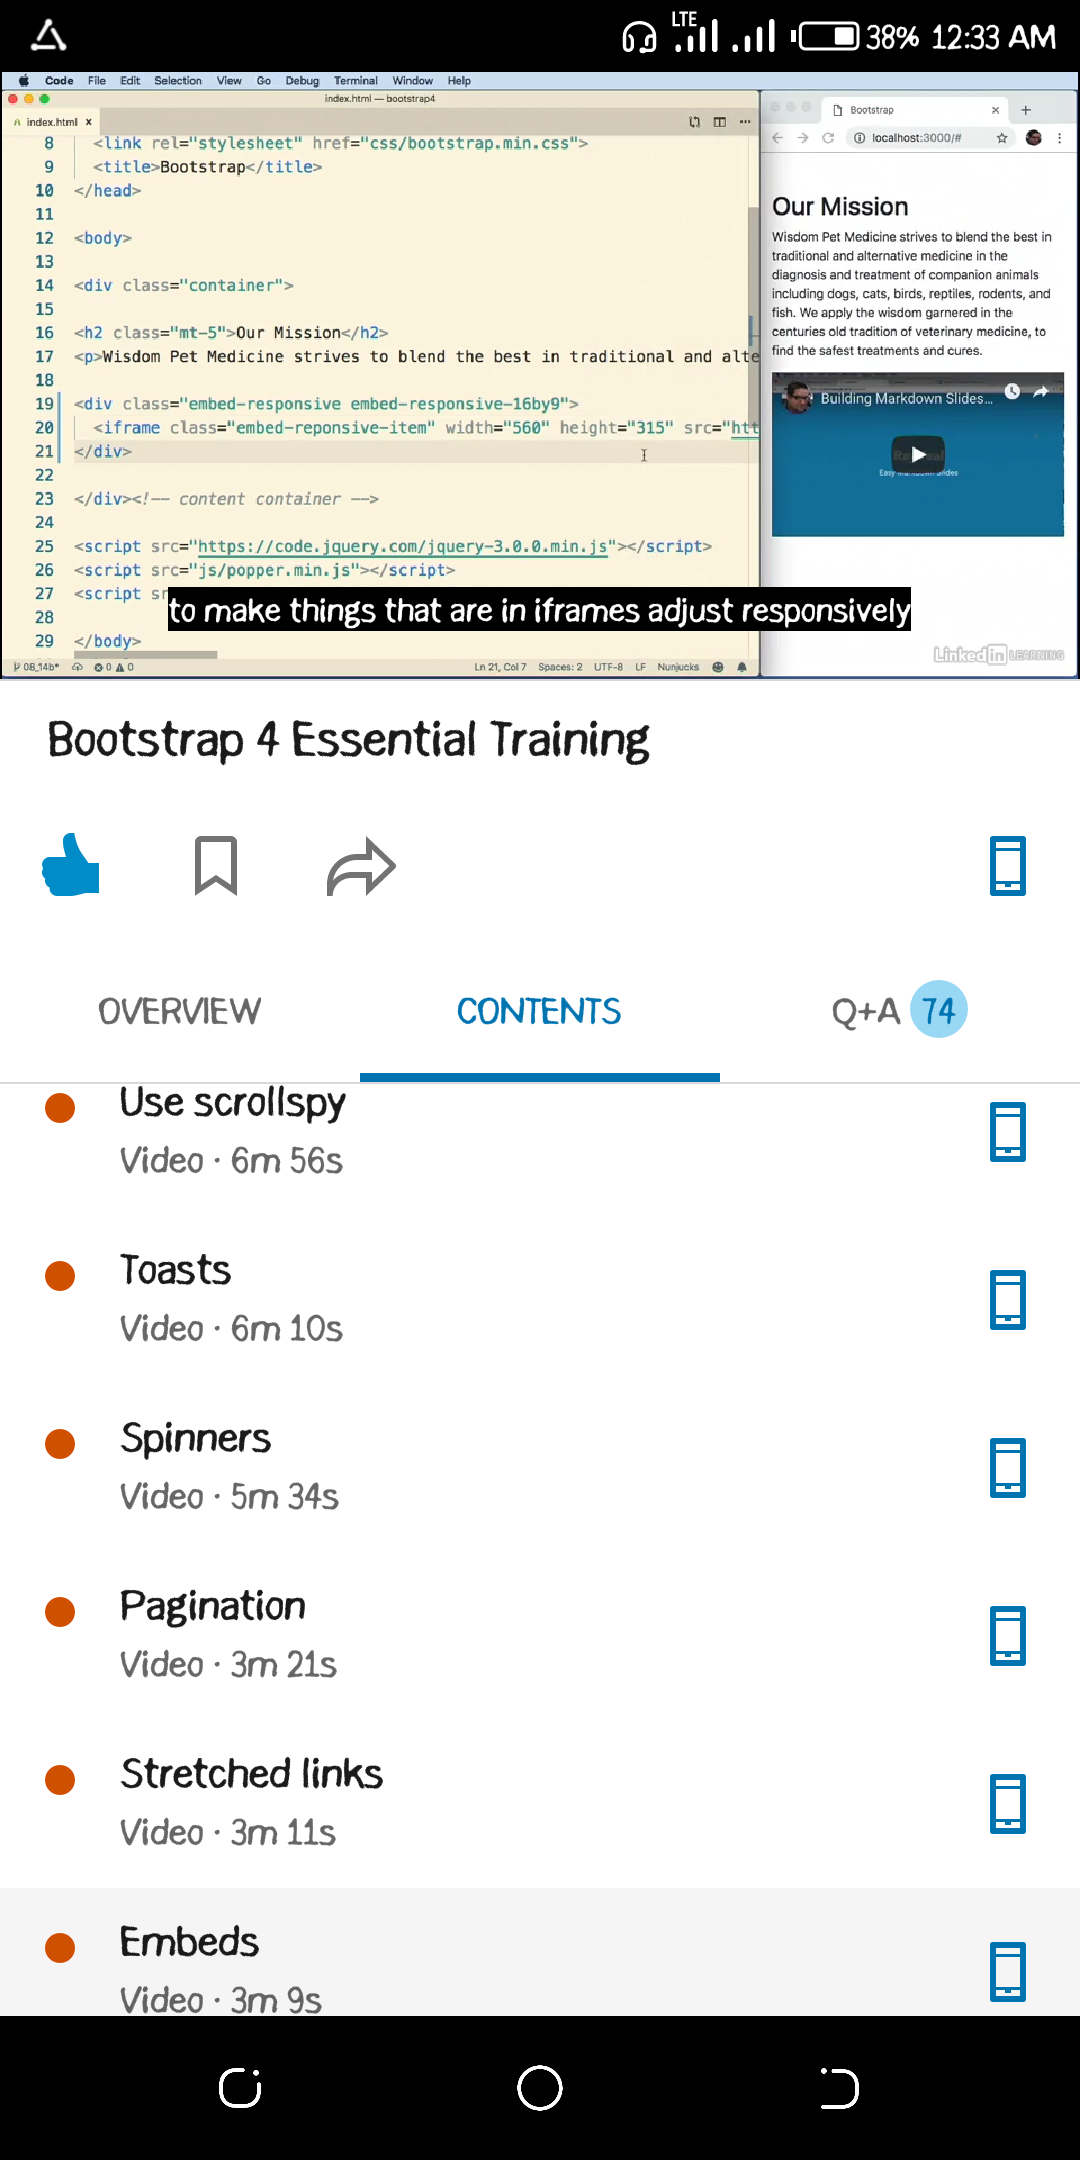 LTE 38% 12:33 AM
Code File Edit Selection View Go Debug Terminal Window Help
index.html — bootstrap4
index.html x
8 <link rel="stylesheet" href="css/bootstrap.min.css">
9 <title>Bootstrap</title>
10 </head>
11
12 <body>
13
14 <div class="container">
15
16 <h2 class="mt-5">Our Mission</h2>
17 <p>Wisdom Pet Medicine strives to blend the best in traditional and alte
18
19 <div class="embed-responsive embed-responsive-16by9">
20 <iframe class="embed-reponsive-item" width="560" height="315" src="htt
21 </div>
22
23 </div><!-- content container -->
24
25 <script src="https://code.jquery.com/jquery-3.0.0.min.js"></script>
26 <script src="js/popper.min.js"></script>
27 <script sr
28
29 </body>
08_14b* 0 0 Ln 21, Col 7 Spaces: 2 UTF-8 LF Nunjucks
Bootstrap
localhost:3000/#
Our Mission
Wisdom Pet Medicine strives to blend the best in
traditional and alternative medicine in the
diagnosis and treatment of companion animals
including dogs, cats, birds, reptiles, rodents, and
fish. We apply the wisdom garnered in the
centuries old tradition of veterinary medicine, to
find the safest treatments and cures.
Building Markdown Slides...
Easy Markdown Slides
to make things that are in iframes adjust responsively
Linked in LEARNING
Bootstrap 4 Essential Training
OVERVIEW CONTENTS Q+A 74
Use scrollspy
Video · 6m 56s
Toasts
Video · 6m 10s
Spinners
Video · 5m 34s
Pagination
Video · 3m 21s
Stretched links
Video · 3m 11s
Embeds
Video · 3m 9s